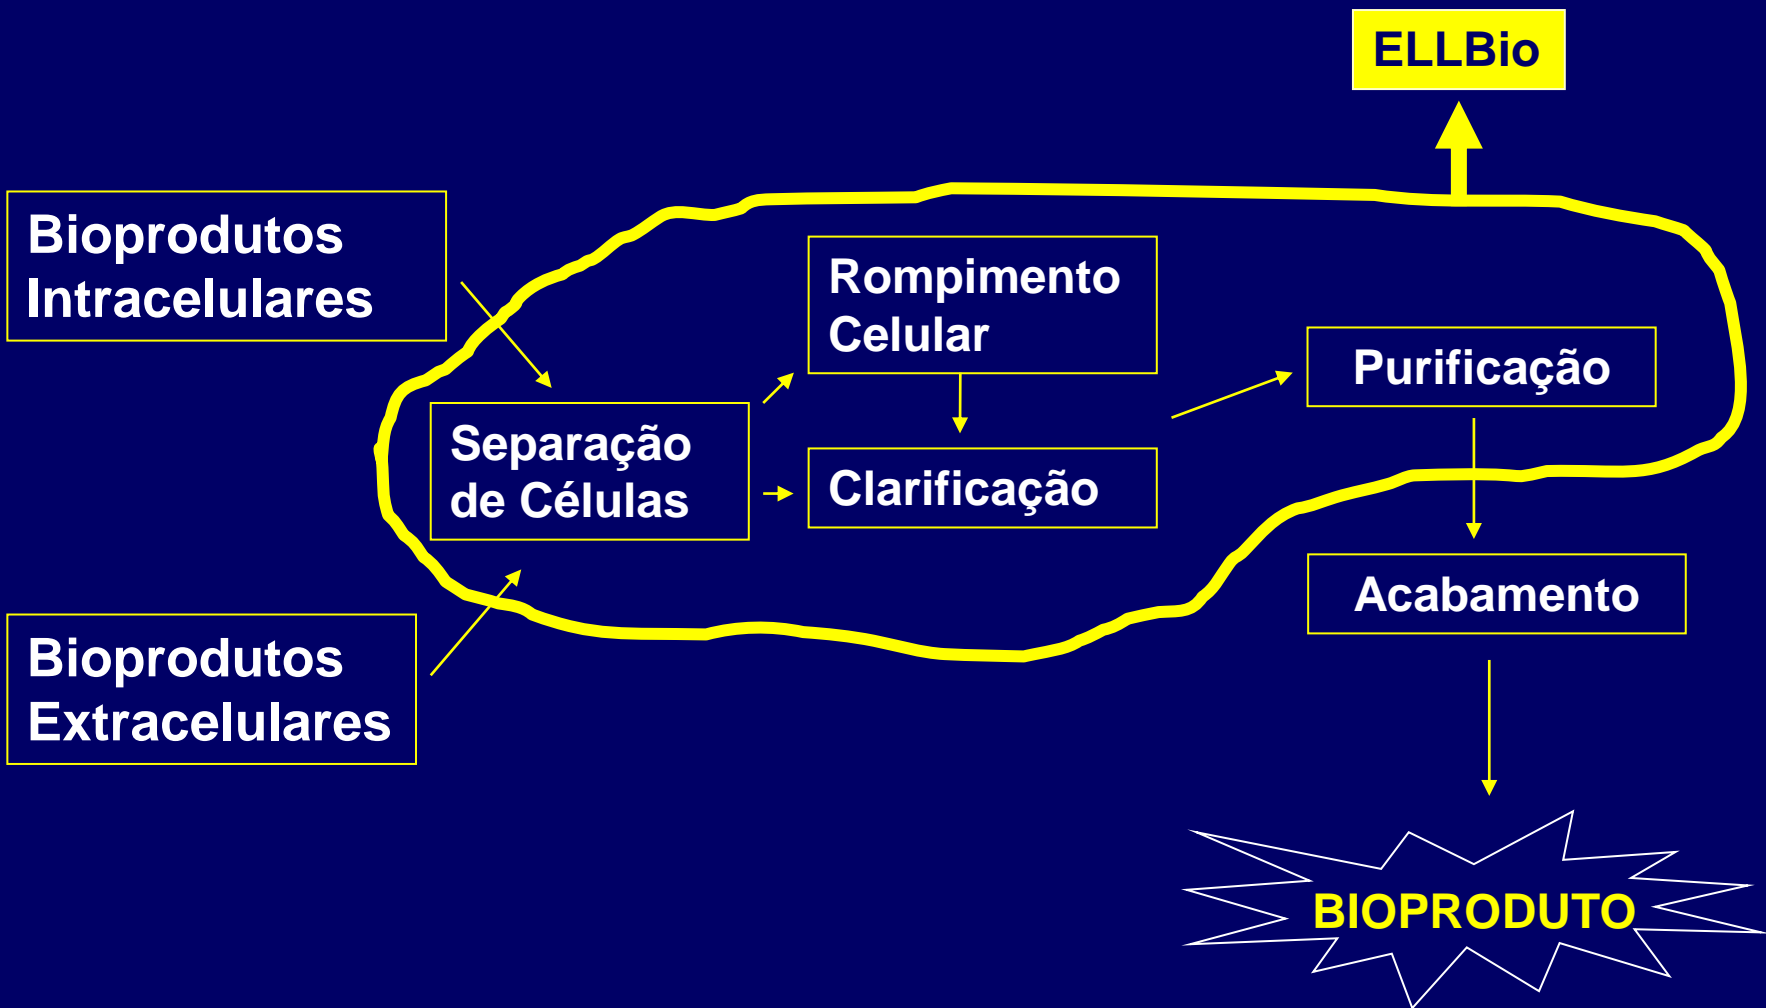 ELLBio
Bioprodutos
Intracelulares
Rompimento
Celular
Purificação
Separação
de Células
Clarificação
Acabamento
Bioprodutos
Extracelulares
BIOPRODUTO